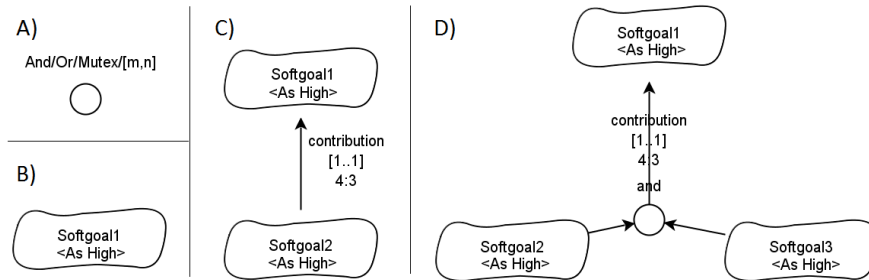 A)
And/Or/Mutex/[m,n]
B)
Softgoal1
<As High>
C)
Softgoal1
<As High>
contribution
[1..1]
4:3
Softgoal2
<As High>
D)
Softgoal1
<As High>
contribution
[1..1]
4:3
and
Softgoal2
<As High>
Softgoal3
<As High>